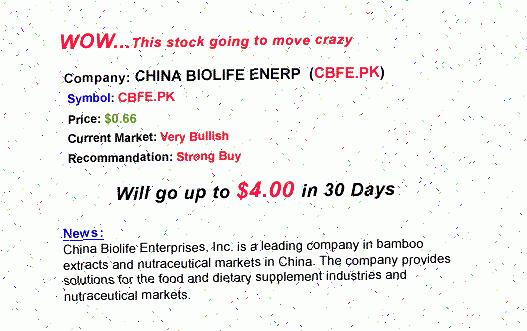 WOW...This stock going to move crazy
Company: CHINA BIOLIFE ENERP (CBFE.PK)
Symbol: CBFE.PK
Price: $0.66
Current Market: Very Bullish
Recommandation: Strong Buy
Will go up to $4.00 in 30 Days
News:
China Biolife Enterprises, Inc. is a leading company in bamboo
extracts and nutraceutical markets in China. The company provides
solutions for the food and dietary supplement industries and
nutraceutical markets.